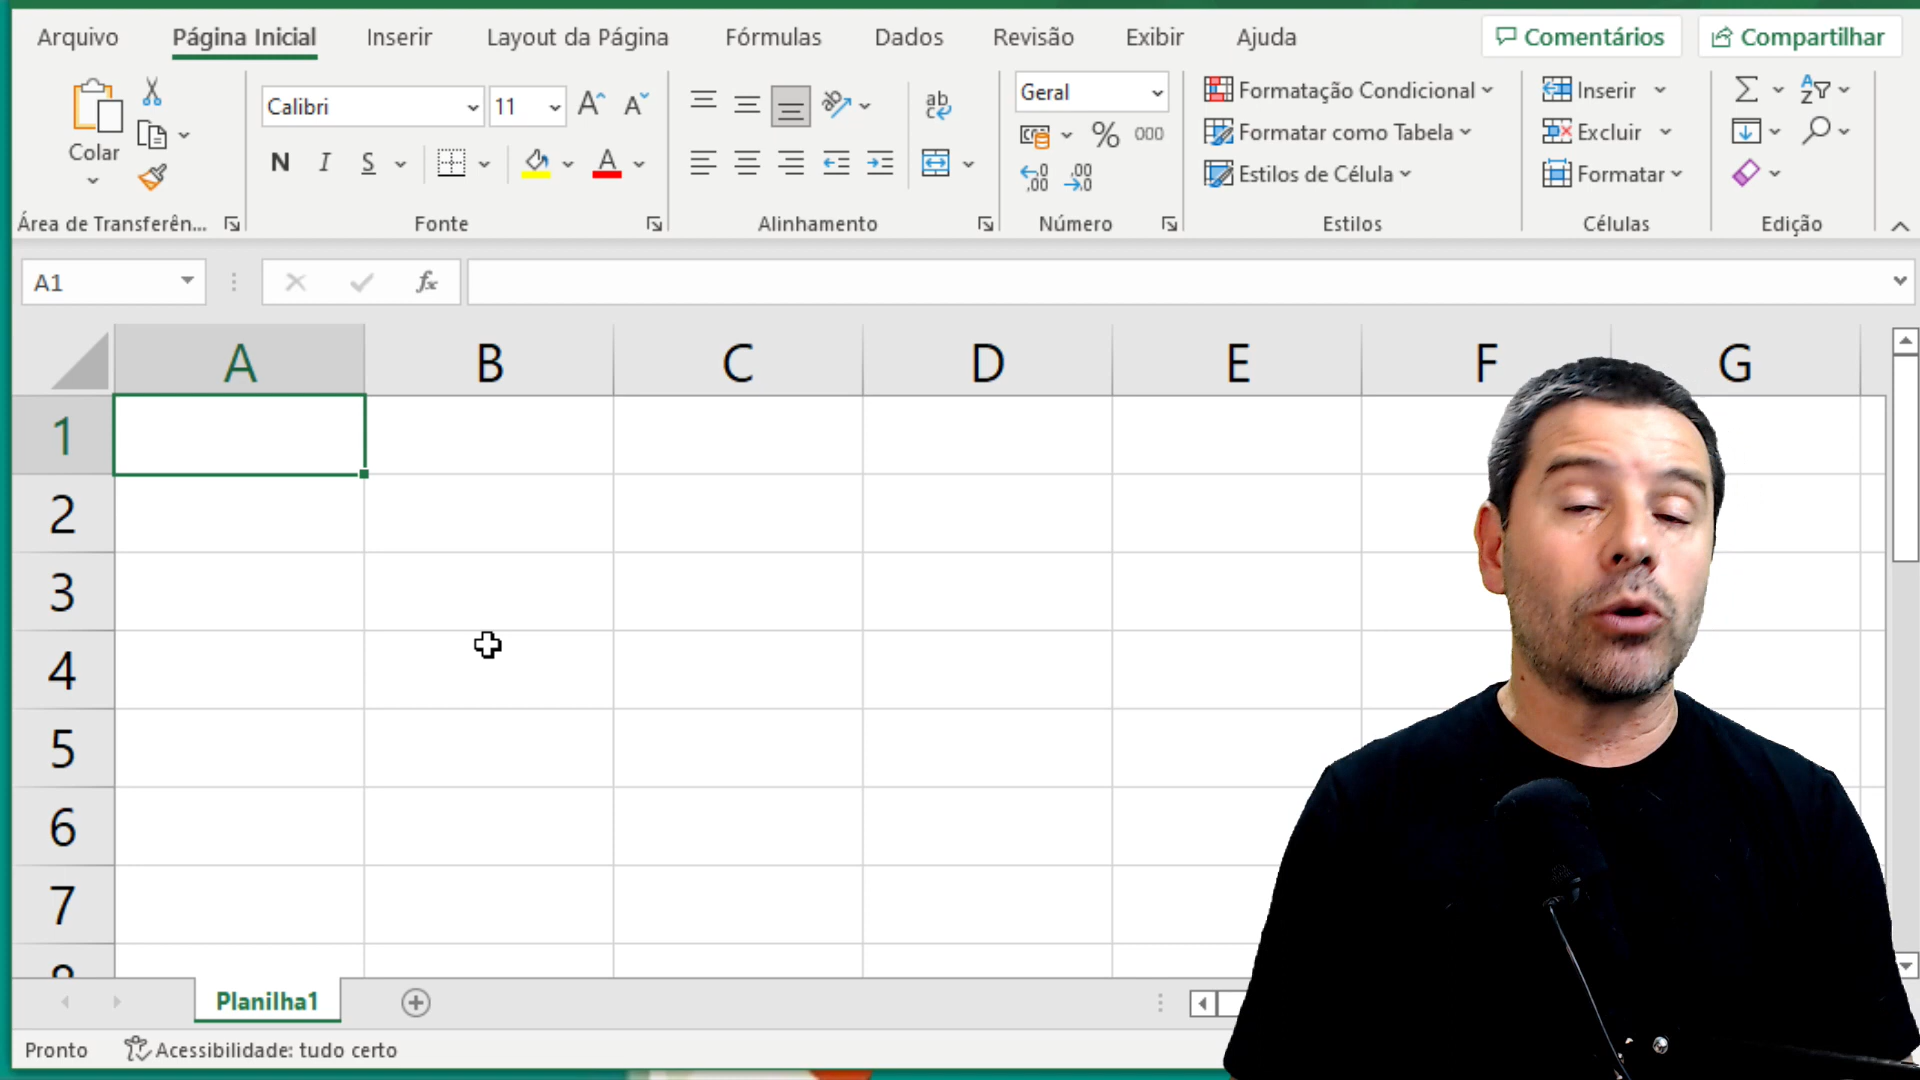 Arquivo Página Inicial Inserir Layout da Página Fórmulas Dados Revisão Exibir Ajuda Comentários Compartilhar
Calibri 11 Geral Formatação Condicional Inserir
Colar % 000 Formatar como Tabela Excluir
N I S A Estilos de Célula Formatar
Área de Transferên... Fonte Alinhamento Número Estilos Células Edição
A1 fx
A B C D E F G
1
2
3
4
5
6
7
8
Planilha1
Pronto Acessibilidade: tudo certo